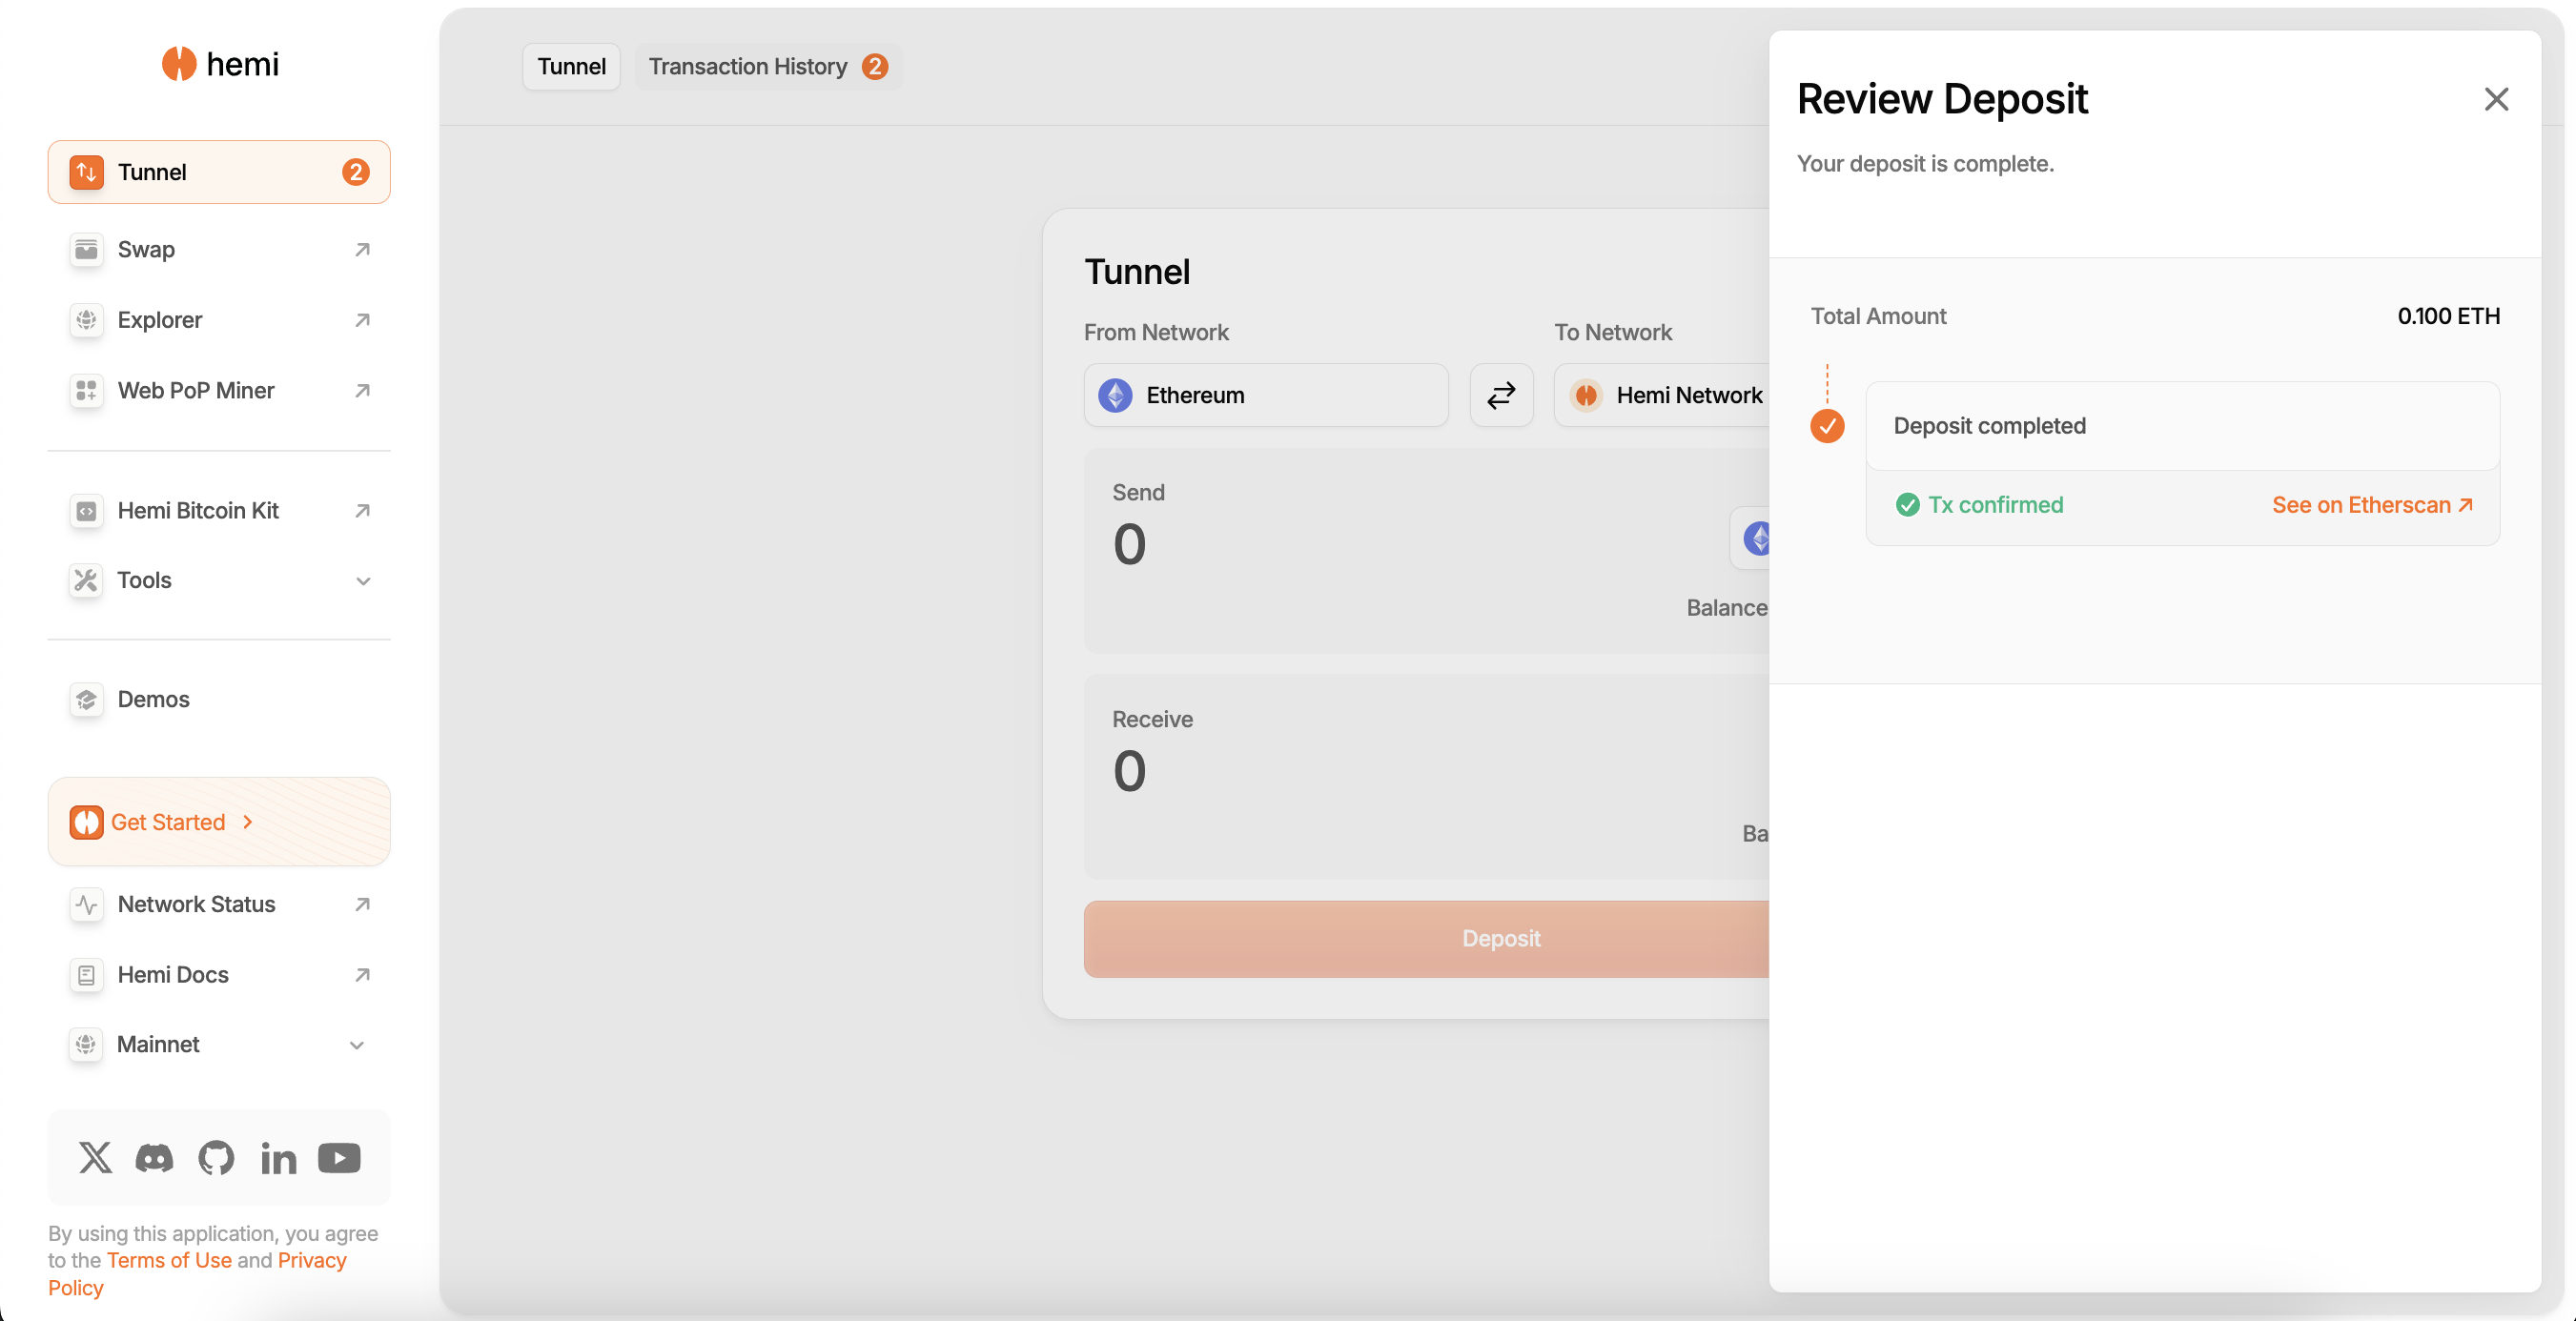 hemi
Tunnel 2
Swap
Explorer
Web PoP Miner
Hemi Bitcoin Kit
Tools
Demos
Get Started
Network Status
Hemi Docs
Mainnet
By using this application, you agree
to the Terms of Use and Privacy
Policy
Tunnel
Transaction History 2
Tunnel
From Network
To Network
Ethereum
Hemi Network
Send
0
Balance
Receive
0
Ba
Deposit
Review Deposit
Your deposit is complete.
Total Amount
0.100 ETH
Deposit completed
Tx confirmed
See on Etherscan